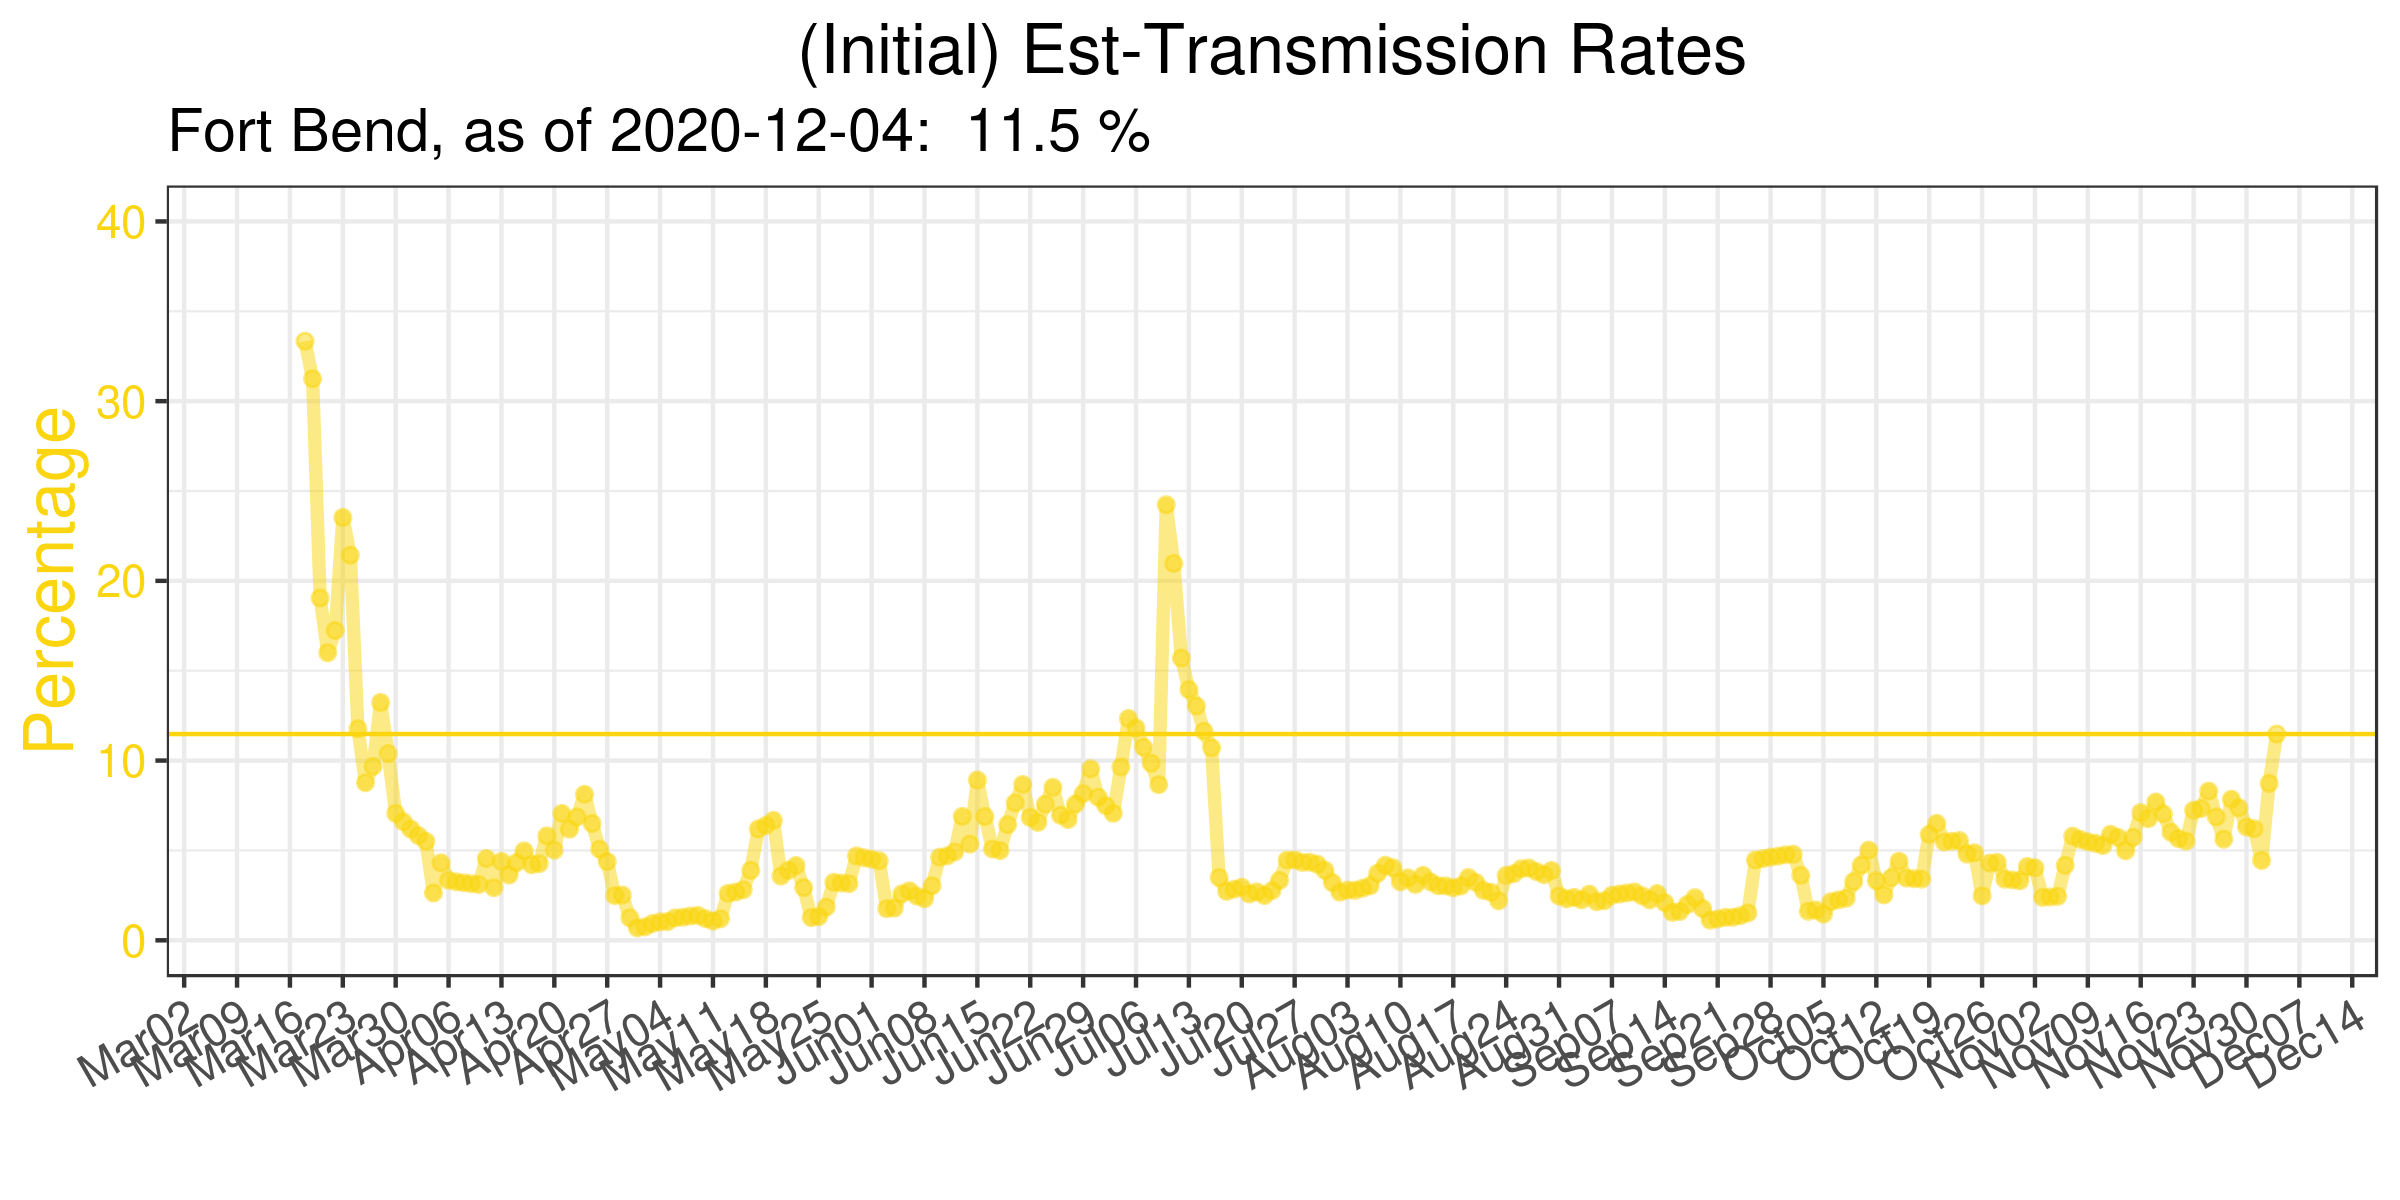 (Initial) Est-Transmission Rates
Fort Bend, as of 2020-12-04:  11.5 %
Percentage
40
30
20
10
0
Mar02
Mar09
Mar16
Mar23
Mar30
Apr06
Apr13
Apr20
Apr27
May04
May11
May18
May25
Jun01
Jun08
Jun15
Jun22
Jun29
Jul06
Jul13
Jul20
Jul27
Aug03
Aug10
Aug17
Aug24
Aug31
Sep07
Sep14
Sep21
Sep28
Oct05
Oct12
Oct19
Oct26
Nov02
Nov09
Nov16
Nov23
Nov30
Dec07
Dec14